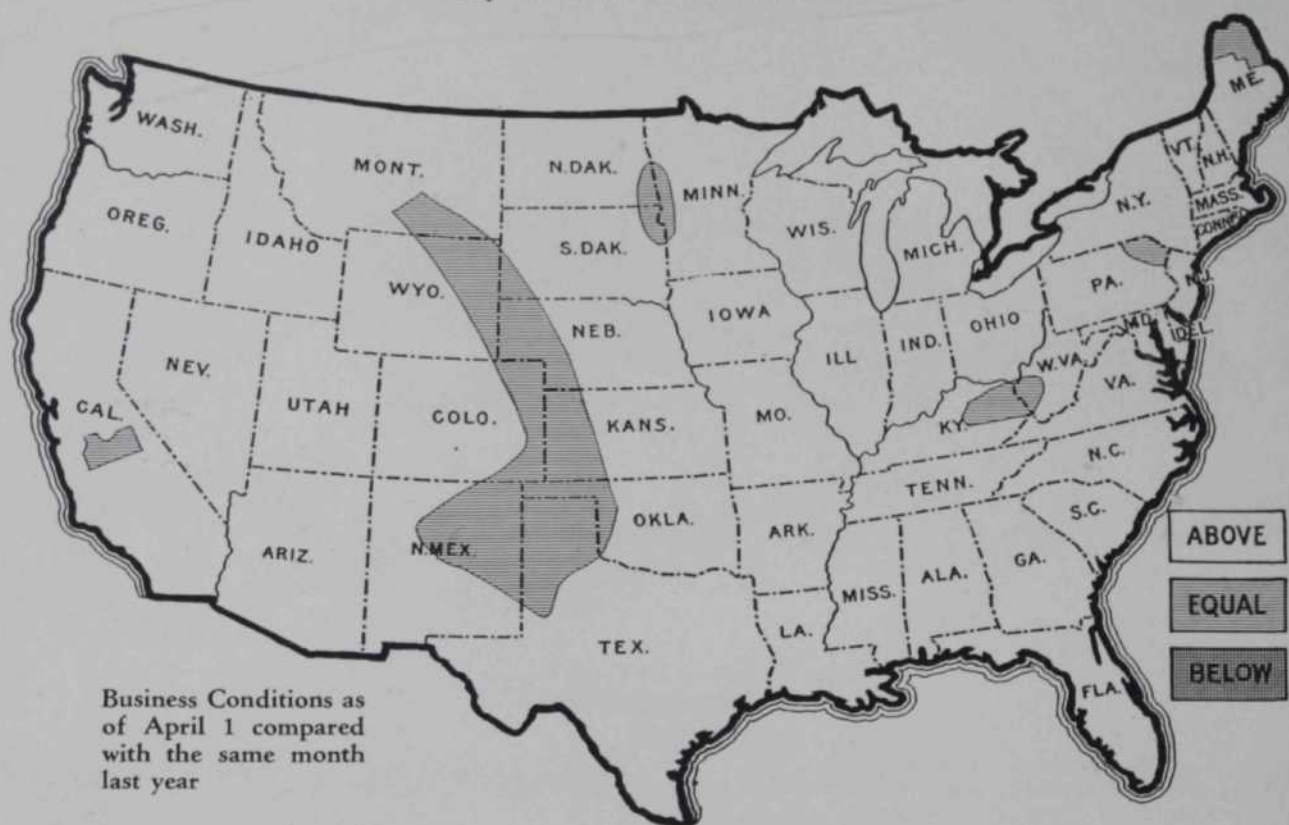 WASH.
MONT.
N.DAK.
MINN.
ME.
VT.
N.H.
OREG.
IDAHO
S.DAK.
WIS.
MICH.
N.Y.
MASS.
CONN.
WYO.
NEB.
IOWA
PA.
NEV.
UTAH
COLO.
KANS.
MO.
ILL
IND.
OHIO
W.VA.
MD.
DEL.
VA.
CAL.
KY.
N.C.
TENN.
ARIZ.
N.MEX.
OKLA.
ARK.
S.C.
MISS.
ALA.
GA.
TEX.
LA.
FLA.
ABOVE
EQUAL
BELOW
Business Conditions as
of April 1 compared
with the same month
last year